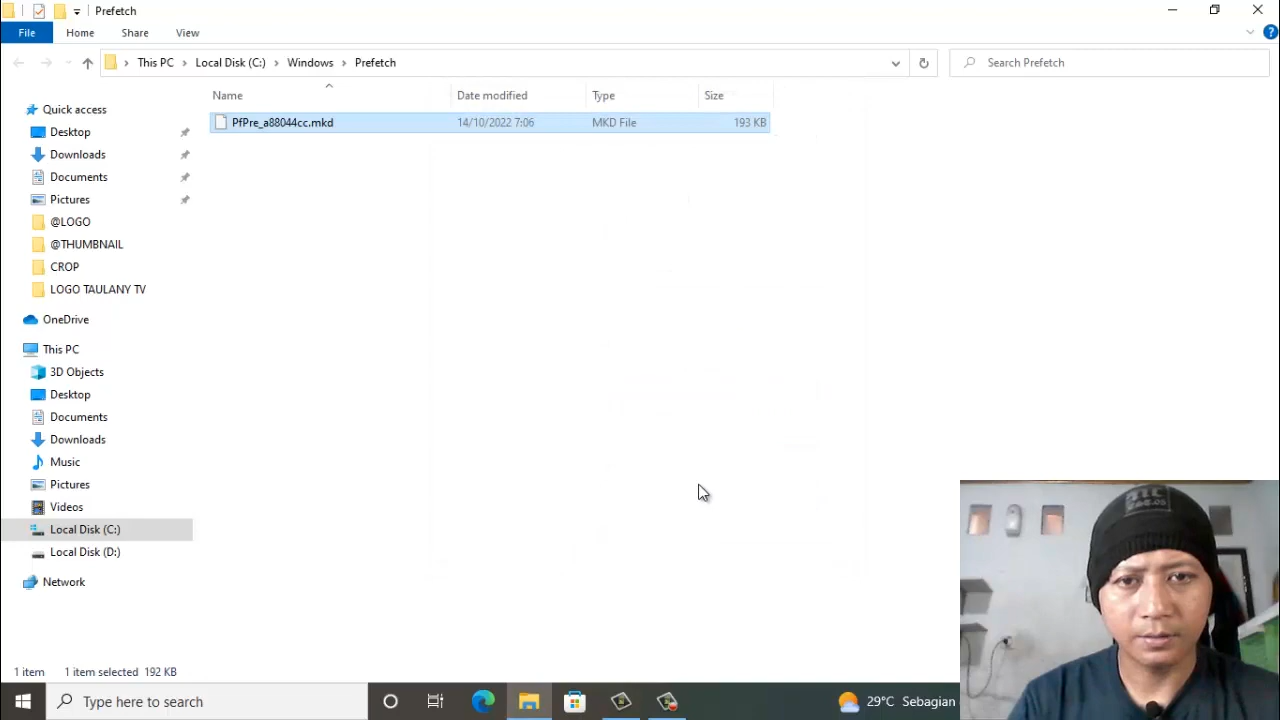 Prefetch
File Home Share View
This PC Local Disk (C:) Windows Prefetch Search Prefetch
Name Date modified Type Size
PfPre_a88044cc.mkd 14/10/2022 7:06 MKD File 193 KB
Quick access
Desktop
Downloads
Documents
Pictures
@LOGO
@THUMBNAIL
CROP
LOGO TAULANY TV
OneDrive
This PC
3D Objects
Desktop
Documents
Downloads
Music
Pictures
Videos
Local Disk (C:)
Local Disk (D:)
Network
1 item 1 item selected 192 KB
Type here to search 29°C Sebagian